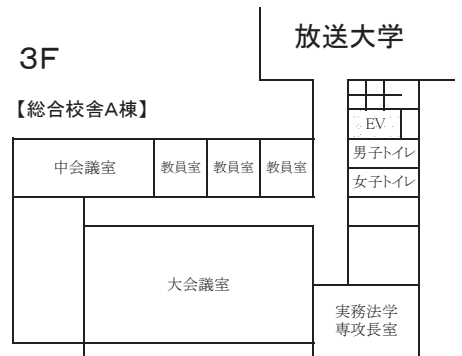 放送大学
3F
【総合校舎A棟】
EV
男子トイレ
女子トイレ
中会議室
教員室
教員室
教員室
大会議室
実務法学
専攻長室